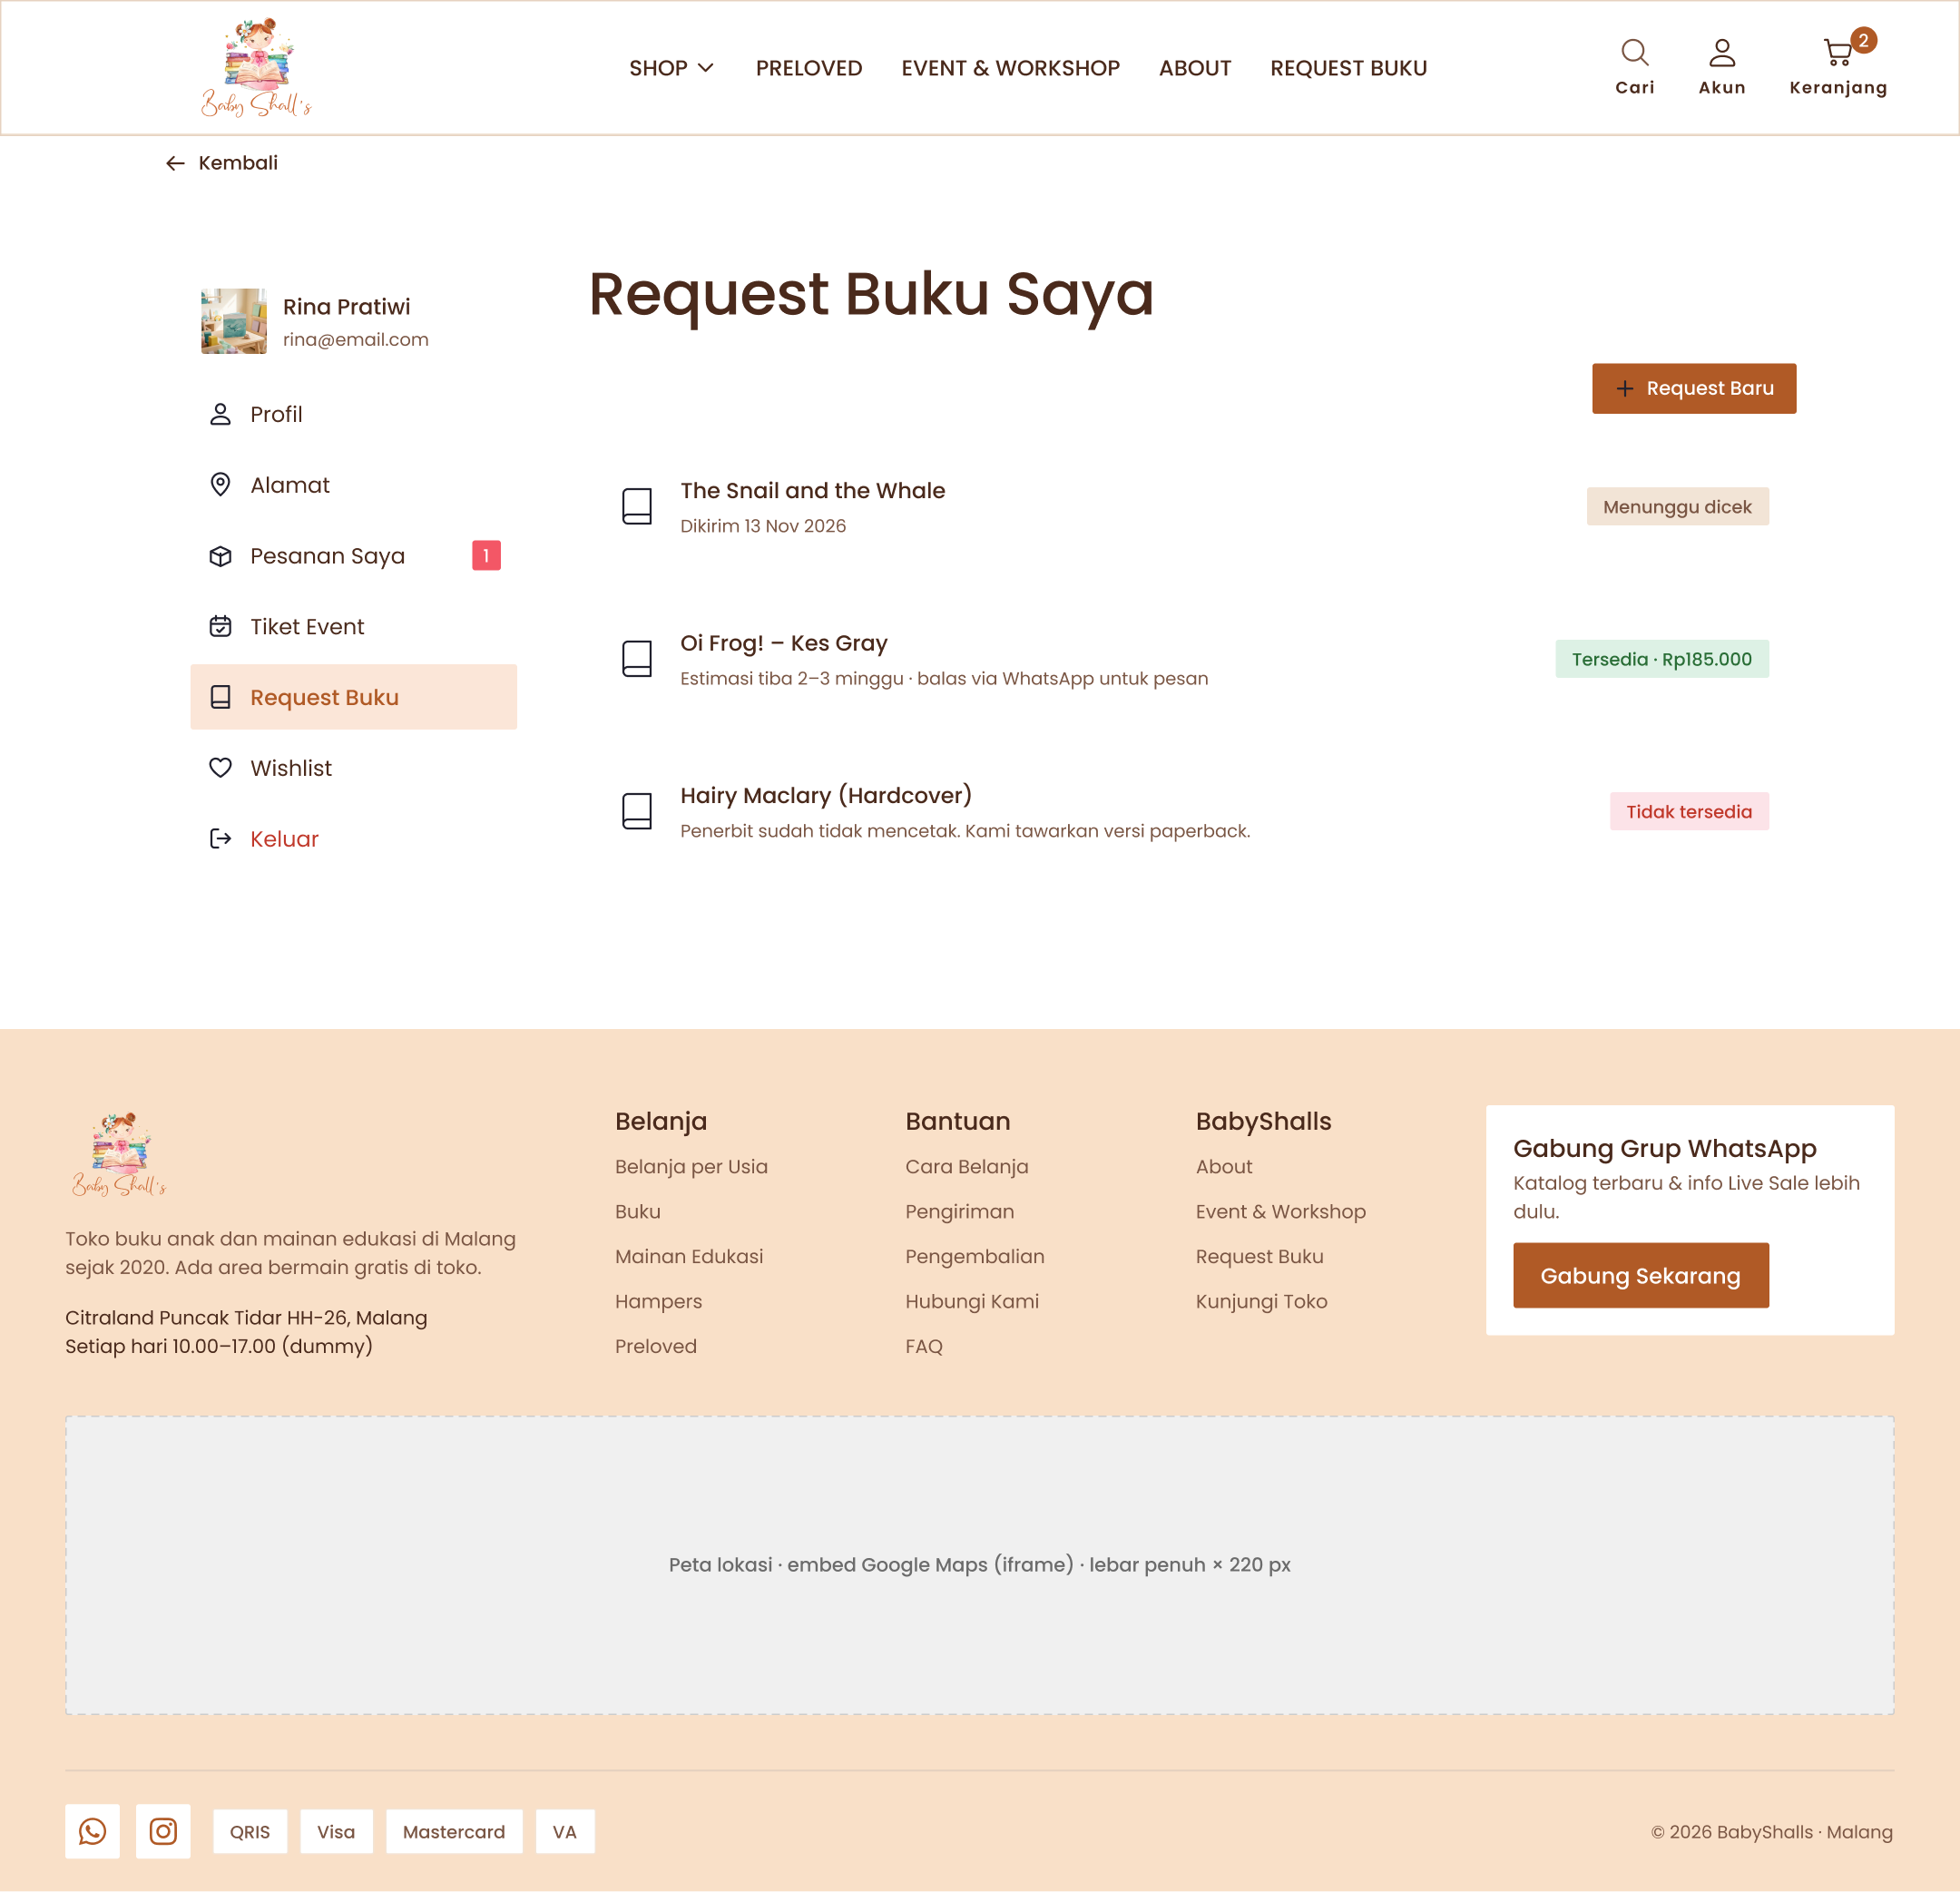 Baby Shall's
SHOP
PRELOVED
EVENT & WORKSHOP
ABOUT
REQUEST BUKU
Cari
Akun
2
Keranjang
Kembali
Rina Pratiwi
rina@email.com
Profil
Alamat
Pesanan Saya
1
Tiket Event
Request Buku
Wishlist
Keluar
Request Buku Saya
Request Baru
The Snail and the Whale
Dikirim 13 Nov 2026
Menunggu dicek
Oi Frog! – Kes Gray
Estimasi tiba 2–3 minggu · balas via WhatsApp untuk pesan
Tersedia · Rp185.000
Hairy Maclary (Hardcover)
Penerbit sudah tidak mencetak. Kami tawarkan versi paperback.
Tidak tersedia
Baby Shall's
Toko buku anak dan mainan edukasi di Malang
sejak 2020. Ada area bermain gratis di toko.
Citraland Puncak Tidar HH-26, Malang
Setiap hari 10.00–17.00 (dummy)
Belanja
Belanja per Usia
Buku
Mainan Edukasi
Hampers
Preloved
Bantuan
Cara Belanja
Pengiriman
Pengembalian
Hubungi Kami
FAQ
BabyShalls
About
Event & Workshop
Request Buku
Kunjungi Toko
Gabung Grup WhatsApp
Katalog terbaru & info Live Sale lebih
dulu.
Gabung Sekarang
Peta lokasi · embed Google Maps (iframe) · lebar penuh × 220 px
QRIS
Visa
Mastercard
VA
© 2026 BabyShalls · Malang